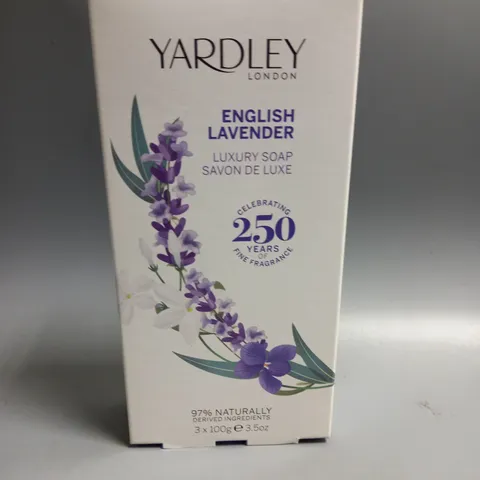 YARDLEY
LONDON
ENGLISH
LAVENDER
LUXURY SOAP
SAVON DE LUXE
CELEBRATING
250
YEARS
OF
FINE FRAGRANCE
97% NATURALLY
DERIVED INGREDIENTS
3 x 100g ℮ 3.5oz